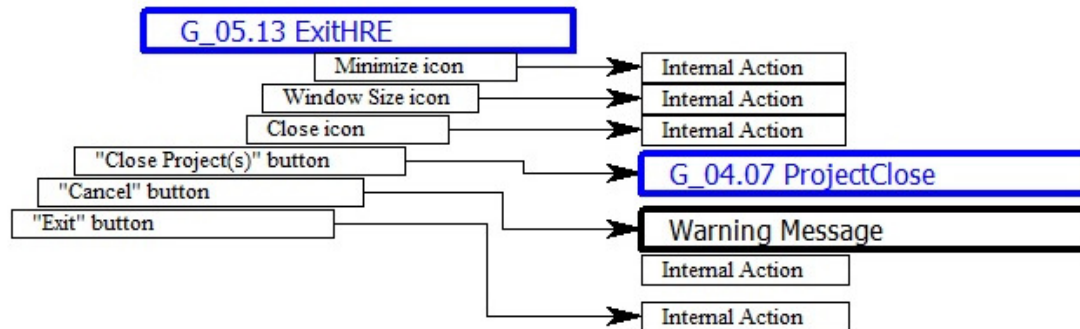 G_05.13 ExitHRE
Minimize icon
Internal Action
Window Size icon
Internal Action
Close icon
Internal Action
"Close Project(s)" button
G_04.07 ProjectClose
"Cancel" button
Warning Message
"Exit" button
Internal Action
Internal Action